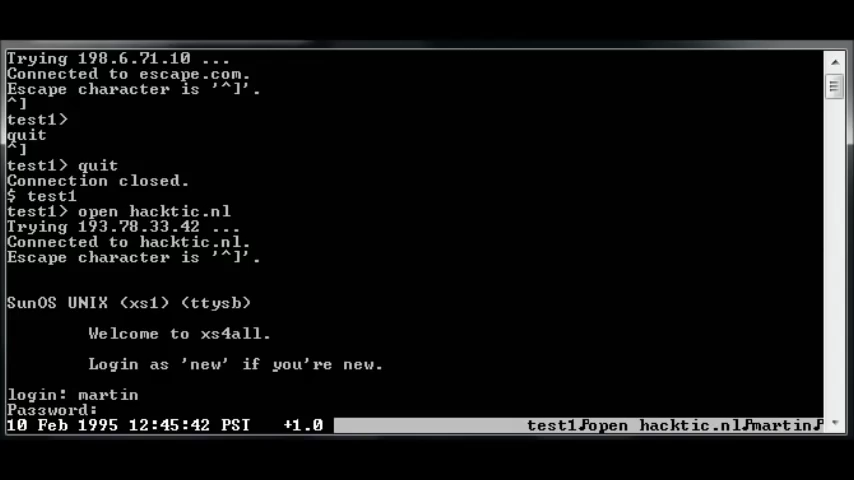 Trying 198.6.71.10 ...
Connected to escape.com.
Escape character is '^]'.
^]
test1>
quit
^]
test1> quit
Connection closed.
$ test1
test1> open hacktic.nl
Trying 193.78.33.42 ...
Connected to hacktic.nl.
Escape character is '^]'.
SunOS UNIX (xs1) (ttysb)
Welcome to xs4all.
Login as 'new' if you're new.
login: martin
Password:
10 Feb 1995 12:45:42 PSI +1.0 test1♪open hacktic.nl♪martin♪